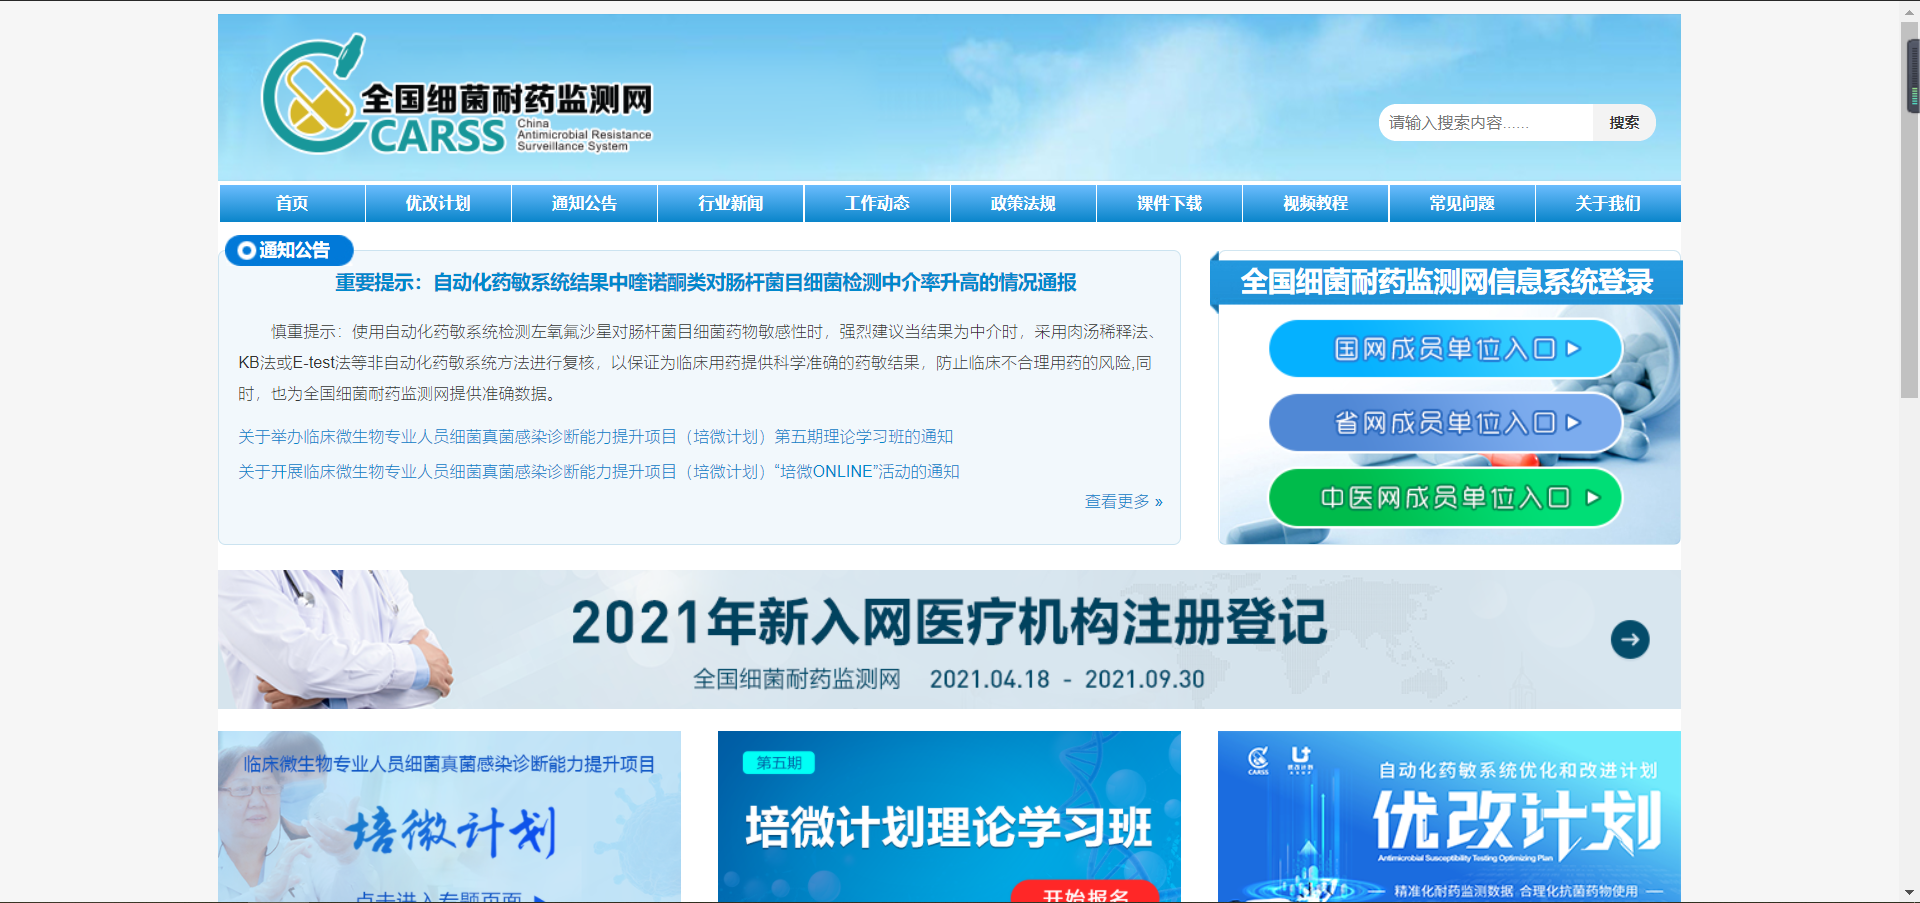 全国细菌耐药监测网
CARSS China
Antimicrobial Resistance
Surveillance System
请输入搜索内容...... 搜索
首页 优改计划 通知公告 行业新闻 工作动态 政策法规 课件下载 视频教程 常见问题 关于我们
通知公告
重要提示：自动化药敏系统结果中喹诺酮类对肠杆菌目细菌检测中介率升高的情况通报
慎重提示：使用自动化药敏系统检测左氧氟沙星对肠杆菌目细菌药物敏感性时，强烈建议当结果为中介时，采用肉汤稀释法、
KB法或E-test法等非自动化药敏系统方法进行复核，以保证为临床用药提供科学准确的药敏结果，防止临床不合理用药的风险,同
时，也为全国细菌耐药监测网提供准确数据。
关于举办临床微生物专业人员细菌真菌感染诊断能力提升项目（培微计划）第五期理论学习班的通知
关于开展临床微生物专业人员细菌真菌感染诊断能力提升项目（培微计划）“培微ONLINE”活动的通知
查看更多 »
全国细菌耐药监测网信息系统登录
国网成员单位入口
省网成员单位入口
中医网成员单位入口
2021年新入网医疗机构注册登记
全国细菌耐药监测网 2021.04.18 - 2021.09.30
临床微生物专业人员细菌真菌感染诊断能力提升项目
培微计划
点击进入专题页面
第五期
培微计划理论学习班
开始报名
CARSS
自动化药敏系统优化和改进计划
优改计划
Antimicrobial Susceptibility Testing Optimizing Plan
精准化耐药监测数据 合理化抗菌药物使用